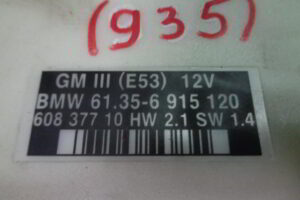 (935)
GM III (E53) 12V
BMW 61.35-6 915 120
608 377 10 HW 2.1 SW 1.4